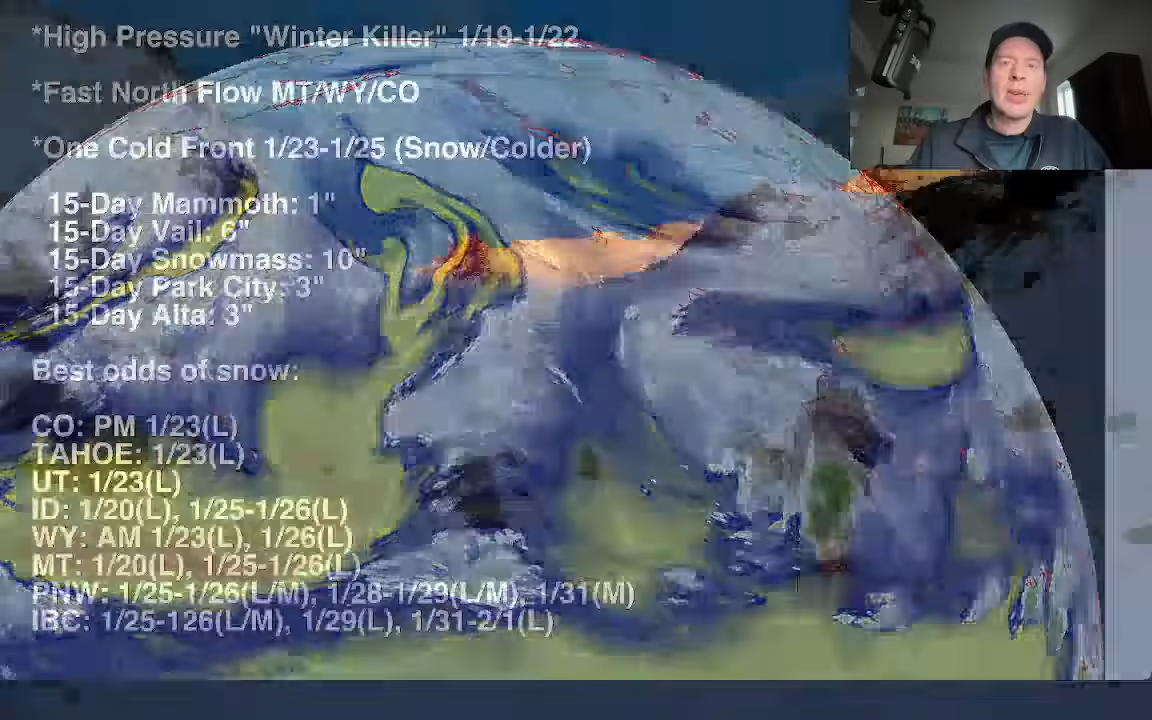 *High Pressure "Winter Killer" 1/19-1/22
*Fast North Flow MT/WY/CO
*One Cold Front 1/23-1/25 (Snow/Colder)
15-Day Mammoth: 1"
15-Day Vail: 6"
15-Day Snowmass: 10"
15-Day Park City: 3"
15-Day Alta: 3"
Best odds of snow:
CO: PM 1/23(L)
TAHOE: 1/23(L)
UT: 1/23(L)
ID: 1/20(L), 1/25-1/26(L)
WY: AM 1/23(L), 1/26(L)
MT: 1/20(L), 1/25-1/26(L)
PNW: 1/25-1/26(L/M), 1/28-1/29(L/M), 1/31(M)
IBC: 1/25-126(L/M), 1/29(L), 1/31-2/1(L)